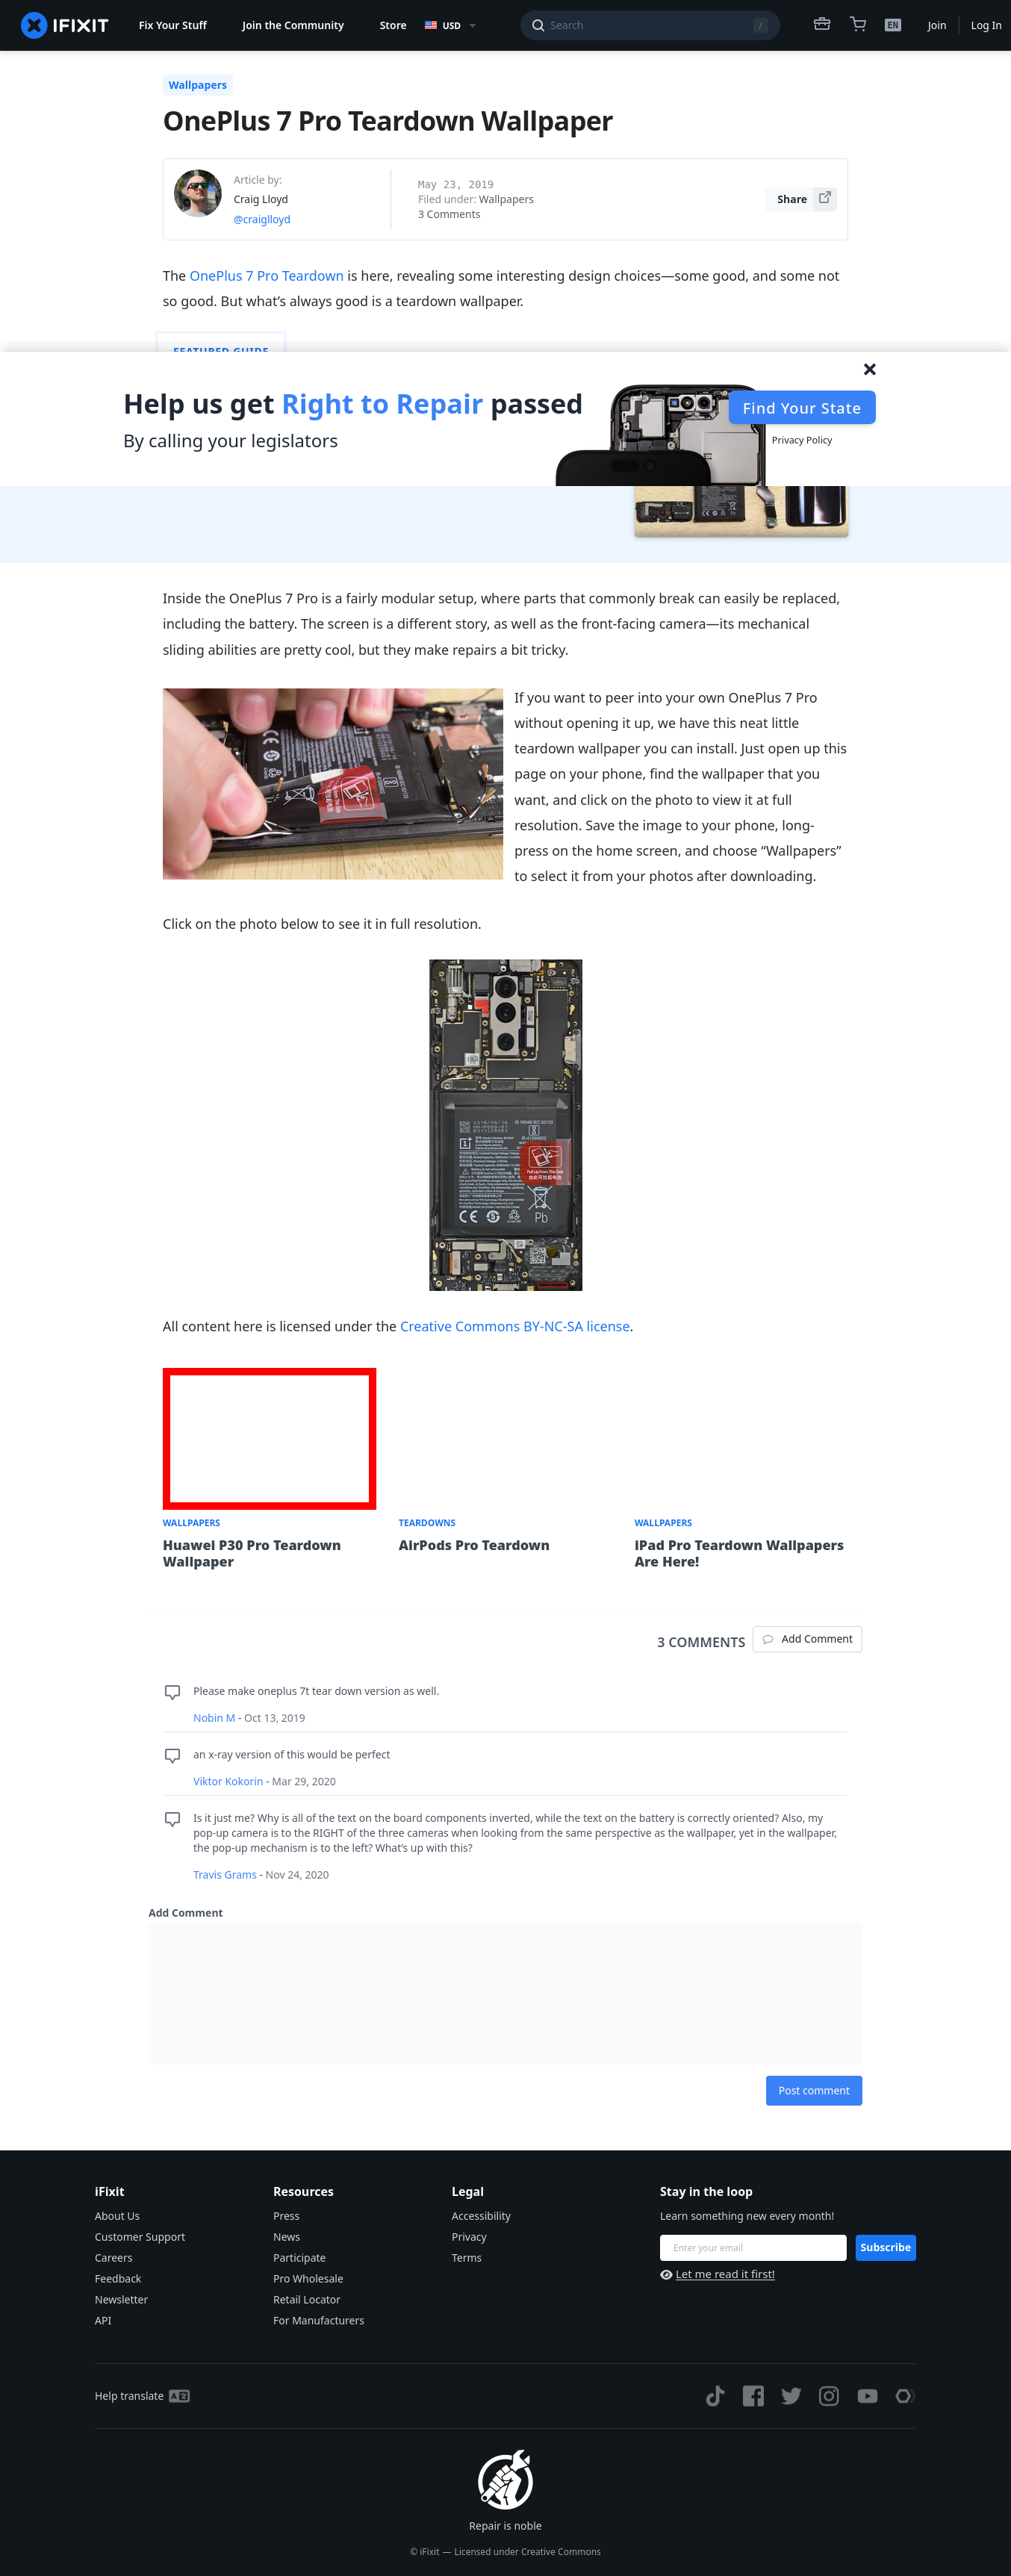 IFIXIT
Fix Your Stuff
Join the Community
Store
USD
Search
/
EN
Join
Log In
Wallpapers
OnePlus 7 Pro Teardown Wallpaper
Article by:
Craig Lloyd
@craiglloyd
May 23, 2019
Filed under: Wallpapers
3 Comments
Share
The OnePlus 7 Pro Teardown is here, revealing some interesting design choices—some good, and some not
so good. But what’s always good is a teardown wallpaper.
FEATURED GUIDE
Help us get Right to Repair passed
By calling your legislators
Find Your State
Privacy Policy
Inside the OnePlus 7 Pro is a fairly modular setup, where parts that commonly break can easily be replaced,
including the battery. The screen is a different story, as well as the front-facing camera—its mechanical
sliding abilities are pretty cool, but they make repairs a bit tricky.
If you want to peer into your own OnePlus 7 Pro
without opening it up, we have this neat little
teardown wallpaper you can install. Just open up this
page on your phone, find the wallpaper that you
want, and click on the photo to view it at full
resolution. Save the image to your phone, long-
press on the home screen, and choose “Wallpapers”
to select it from your photos after downloading.
Click on the photo below to see it in full resolution.
Pull Up From This Side
Pb
All content here is licensed under the Creative Commons BY-NC-SA license.
WALLPAPERS
Huawei P30 Pro Teardown
Wallpaper
TEARDOWNS
AirPods Pro Teardown
WALLPAPERS
iPad Pro Teardown Wallpapers
Are Here!
3 COMMENTS
Add Comment
Please make oneplus 7t tear down version as well.
Nobin M - Oct 13, 2019
an x-ray version of this would be perfect
Viktor Kokorin - Mar 29, 2020
Is it just me? Why is all of the text on the board components inverted, while the text on the battery is correctly oriented? Also, my
pop-up camera is to the RIGHT of the three cameras when looking from the same perspective as the wallpaper, yet in the wallpaper,
the pop-up mechanism is to the left? What’s up with this?
Travis Grams - Nov 24, 2020
Add Comment
Post comment
iFixit
About Us
Customer Support
Careers
Feedback
Newsletter
API
Resources
Press
News
Participate
Pro Wholesale
Retail Locator
For Manufacturers
Legal
Accessibility
Privacy
Terms
Stay in the loop
Learn something new every month!
Enter your email
Subscribe
Let me read it first!
Help translate
Repair is noble
© iFixit — Licensed under Creative Commons